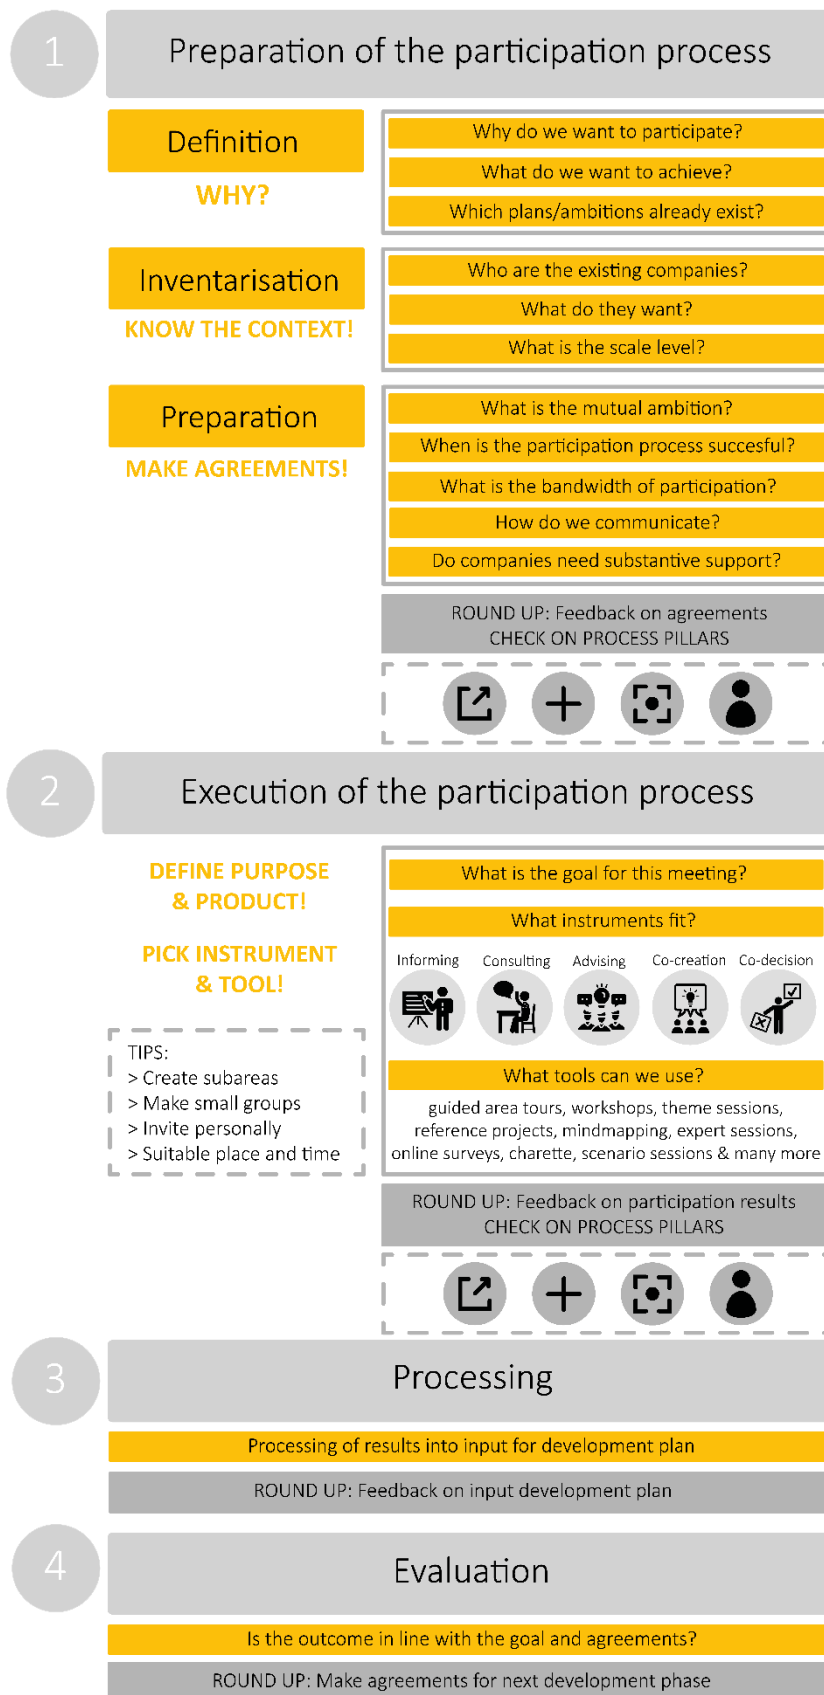 1
Preparation of the participation process
Definition
WHY?
Why do we want to participate?
What do we want to achieve?
Which plans/ambitions already exist?
Inventarisation
KNOW THE CONTEXT!
Who are the existing companies?
What do they want?
What is the scale level?
Preparation
MAKE AGREEMENTS!
What is the mutual ambition?
When is the participation process succesful?
What is the bandwidth of participation?
How do we communicate?
Do companies need substantive support?
ROUND UP: Feedback on agreements
CHECK ON PROCESS PILLARS
2
Execution of the participation process
DEFINE PURPOSE
& PRODUCT!
PICK INSTRUMENT
& TOOL!
TIPS:
> Create subareas
> Make small groups
> Invite personally
> Suitable place and time
What is the goal for this meeting?
What instruments fit?
Informing Consulting Advising Co-creation Co-decision
What tools can we use?
guided area tours, workshops, theme sessions,
reference projects, mindmapping, expert sessions,
online surveys, charette, scenario sessions & many more
ROUND UP: Feedback on participation results
CHECK ON PROCESS PILLARS
3
Processing
Processing of results into input for development plan
ROUND UP: Feedback on input development plan
4
Evaluation
Is the outcome in line with the goal and agreements?
ROUND UP: Make agreements for next development phase